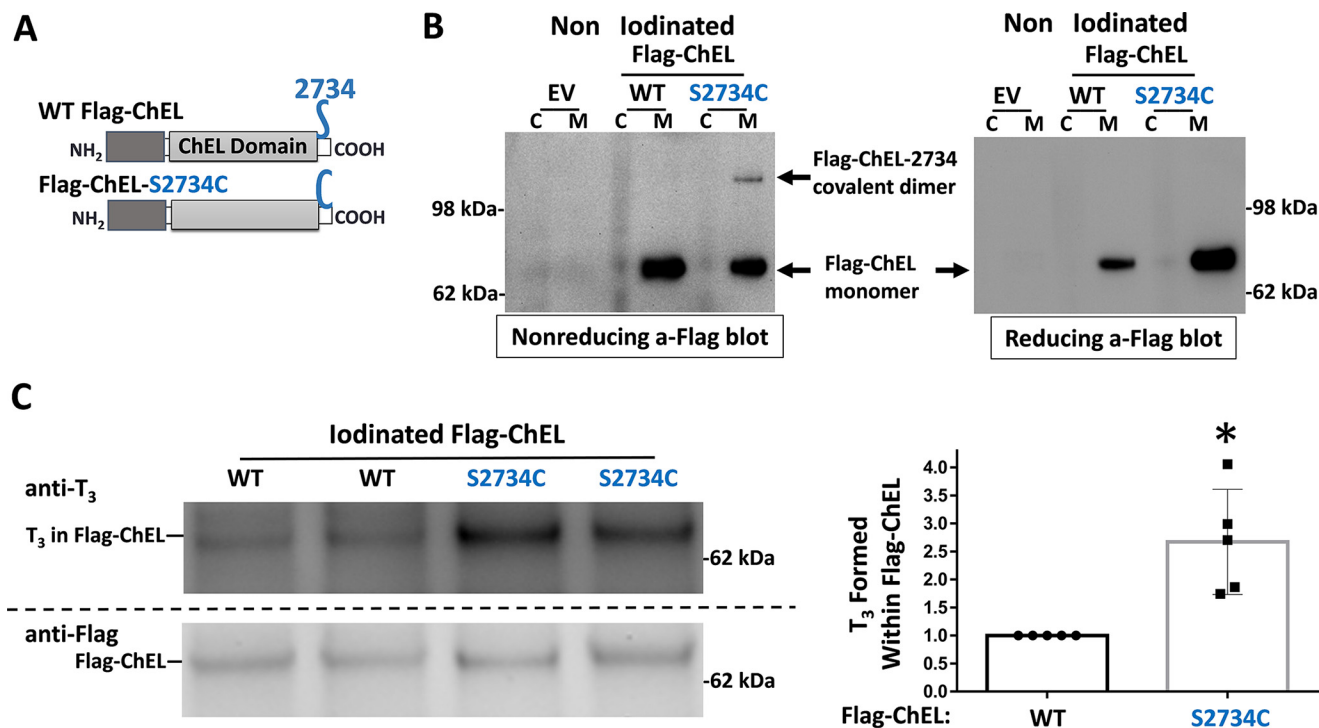 A
2734
WT Flag-ChEL
NH2 ChEL Domain COOH
Flag-ChEL-S2734C
NH2 COOH
B
Non Iodinated
Flag-ChEL
EV WT S2734C
C M C M C M
98 kDa-
62 kDa-
Nonreducing a-Flag blot
Flag-ChEL-2734
covalent dimer
Flag-ChEL
monomer
Non Iodinated
Flag-ChEL
EV WT S2734C
C M C M C M
-98 kDa
-62 kDa
Reducing a-Flag blot
C
Iodinated Flag-ChEL
WT WT S2734C S2734C
anti-T3
T3 in Flag-ChEL
-62 kDa
anti-Flag
Flag-ChEL
-62 kDa
T3 Formed
Within Flag-ChEL
*
4.0
3.5
3.0
2.5
2.0
1.5
1.0
0.5
0.0
Flag-ChEL: WT S2734C